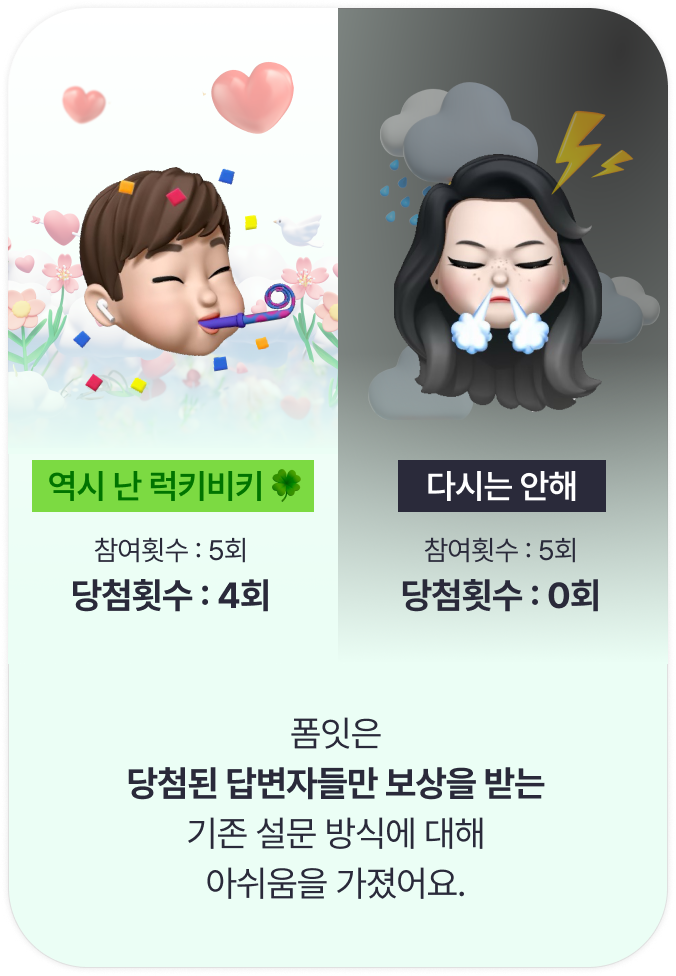 역시 난 럭키비키 🍀
참여횟수 : 5회
당첨횟수 : 4회
다시는 안해
참여횟수 : 5회
당첨횟수 : 0회
폼잇은
당첨된 답변자들만 보상을 받는
기존 설문 방식에 대해
아쉬움을 가졌어요.